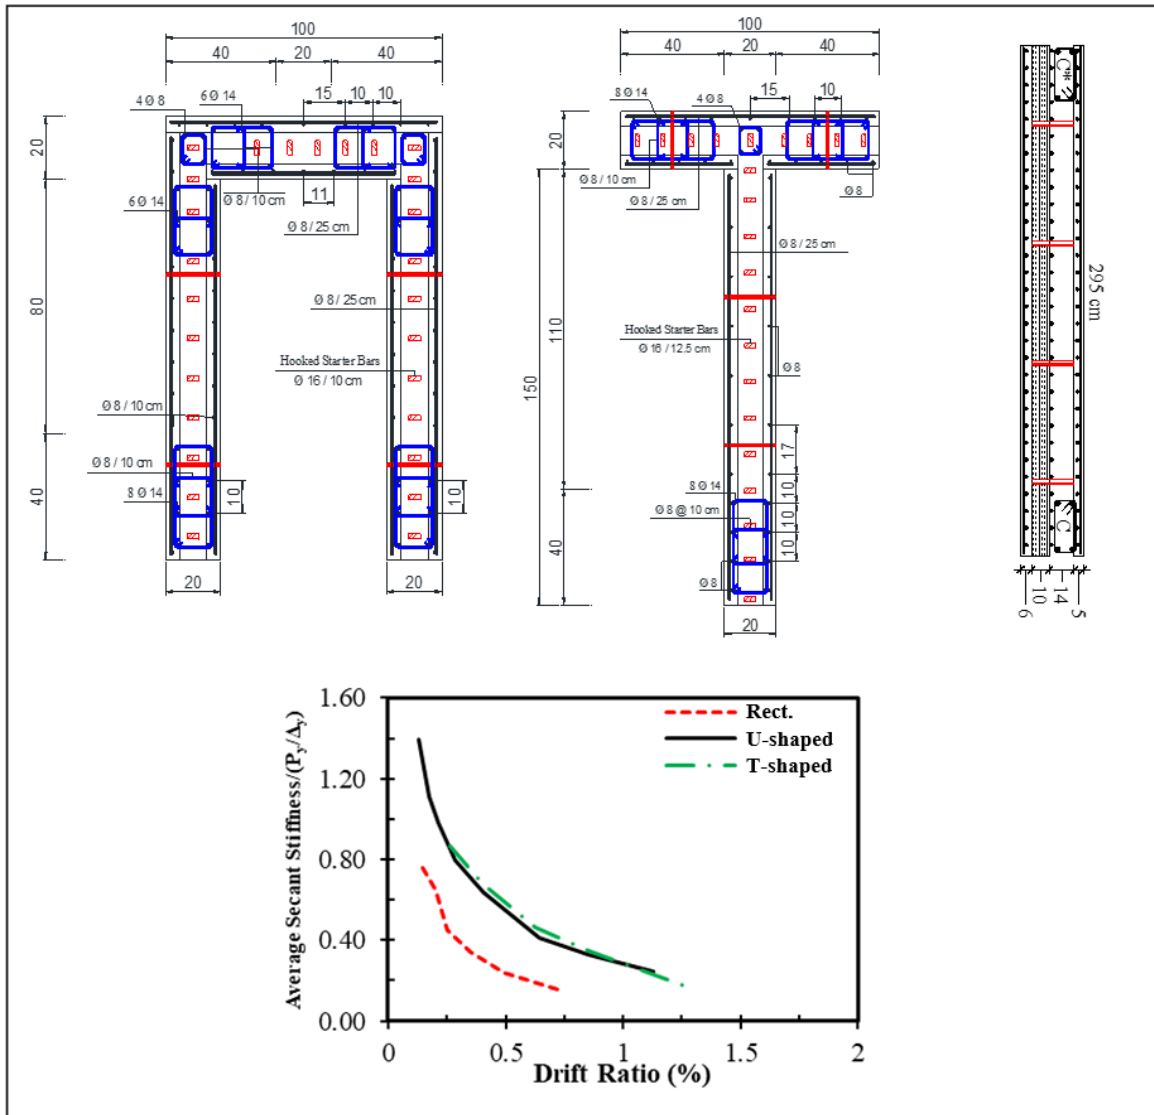 100
40
20
40
15
10
10
6 Ø 14
4 Ø 8
20
Ø 8 / 10 cm
11
Ø 8 / 25 cm
6 Ø 14
80
Ø 8 / 25 cm
Hooked Starter Bars
Ø 16 / 10 cm
Ø 8 / 10 cm
Ø 8 / 10 cm
8 Ø 14
10
10
40
20
20
100
40
20
40
8 Ø 14
4 Ø 8
15
10
20
Ø 8 / 10 cm
Ø 8 / 25 cm
Ø 8
Ø 8 / 25 cm
Hooked Starter Bars
Ø 16 / 12.5 cm
Ø 8
110
150
17
8 Ø 14
10
Ø 8 @ 10 cm
10
10
Ø 8
40
20
C
295 cm
C
6
10
14
5
1.60
1.20
0.80
0.40
0.00
Average Secant Stiffness/(Py/Δy)
Rect.
U-shaped
T-shaped
0
0.5
1
1.5
2
Drift Ratio (%)